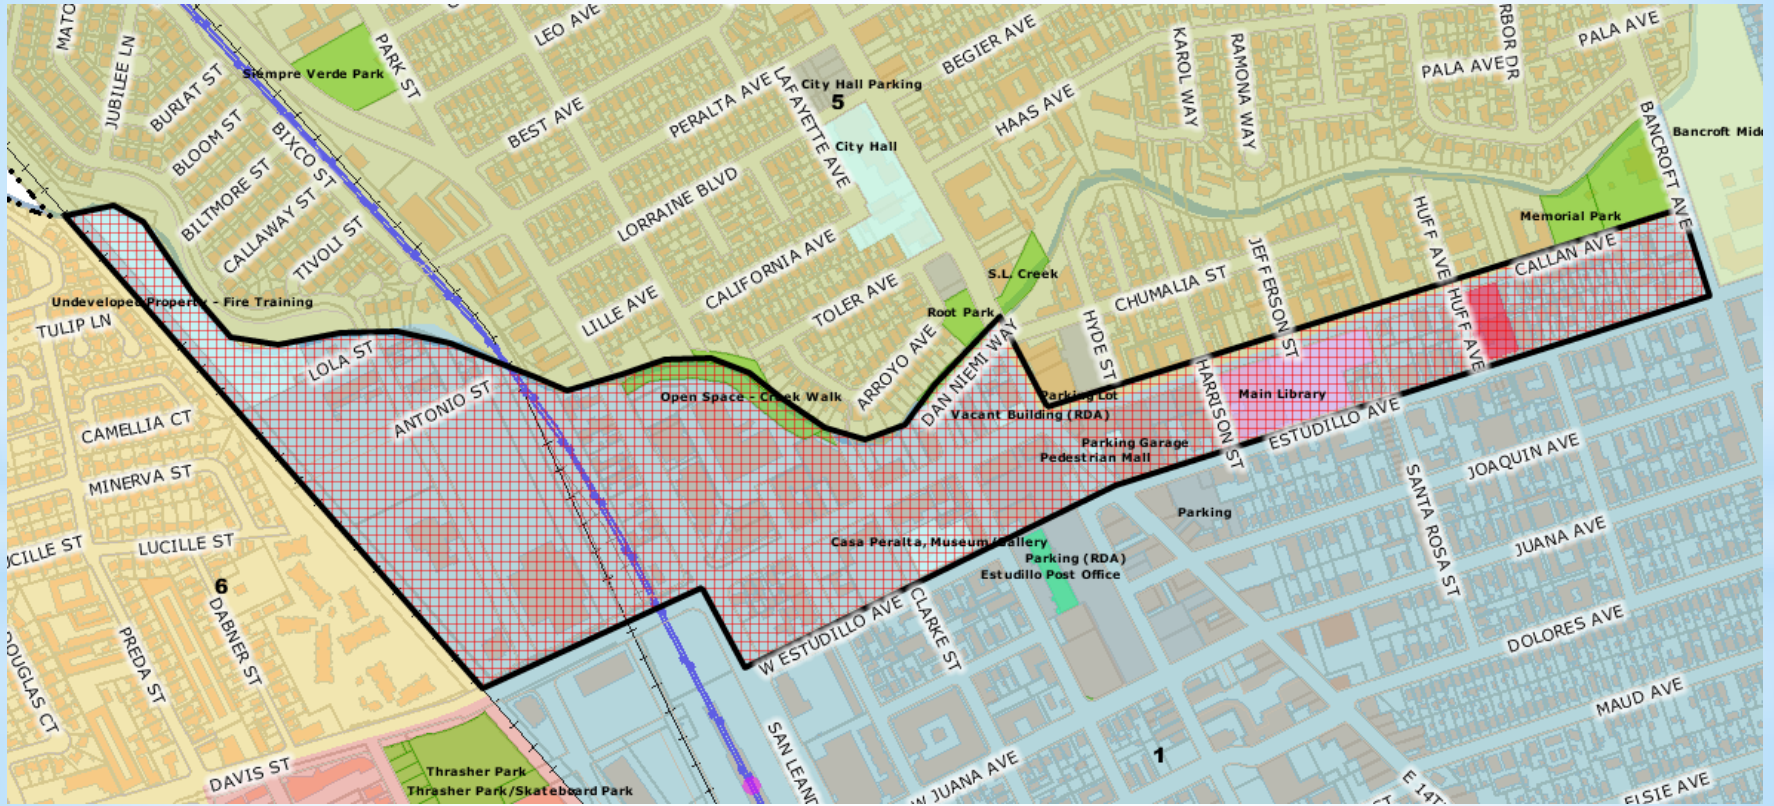 MATO
JUBILEE LN
BURIAT ST
BLOOM ST
BILTMORE ST
CALLAWAY ST
TIVOLI ST
BIXCO ST
Siempre Verde Park
PARK ST
LEO AVE
BEST AVE
PERALTA AVE
LAFAYETTE AVE
City Hall Parking
5
City Hall
BEGIER AVE
HAAS AVE
KAROL WAY
RAMONA WAY
RBOR DR
PALA AVE
PALA AVE
BANCROFT AVE
Bancroft Midd
LORRAINE BLVD
CALIFORNIA AVE
LILLE AVE
TOLER AVE
ARROYO AVE
Root Park
S.L. Creek
DAN NIEMI WAY
HYDE ST
CHUMALIA ST
JEFFERSON ST
HUFF AVE
HUFF AVE
Memorial Park
CALLAN AVE
Undeveloped Property - Fire Training
TULIP LN
LOLA ST
ANTONIO ST
Open Space - Creek Walk
Parking Lot
Vacant Building (RDA)
Parking Garage
Pedestrian Mall
HARRISON ST
Main Library
ESTUDILLO AVE
JOAQUIN AVE
CAMELLIA CT
MINERVA ST
LUCILLE ST
UCILLE ST
6
DABNER ST
PREDA ST
OUGLAS CT
Casa Peralta, Museum/Gallery
Parking (RDA)
Estudillo Post Office
Parking
SANTA ROSA ST
JUANA AVE
DOLORES AVE
MAUD AVE
ELSIE AVE
W ESTUDILLO AVE
CLARKE ST
SAN LEAND
W JUANA AVE
1
E 14T
ST
DAVIS ST
Thrasher Park
Thrasher Park/Skateboard Park